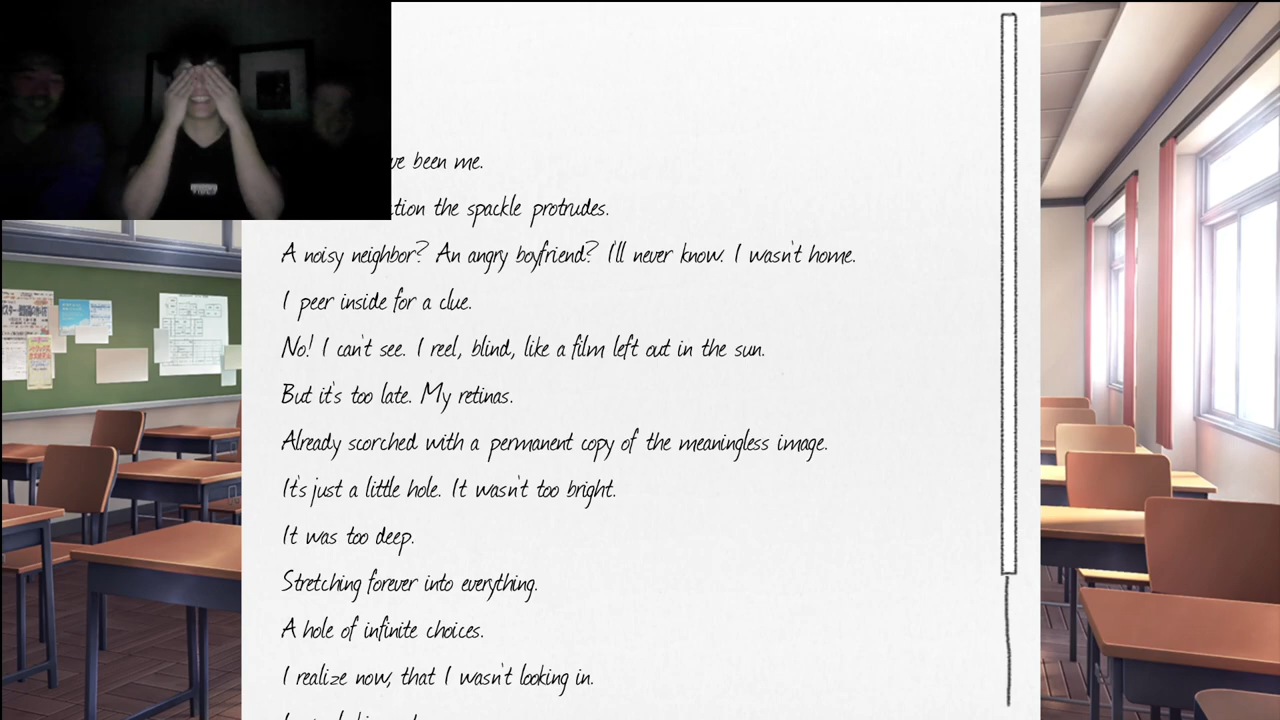 ve been me.
tion the spackle protrudes.
A noisy neighbor? An angry boyfriend? I'll never know. I wasn't home.
I peer inside for a clue.
No! I can't see. I reel, blind, like a film left out in the sun.
But it's too late. My retinas.
Already scorched with a permanent copy of the meaningless image.
It's just a little hole. It wasn't too bright.
It was too deep.
Stretching forever into everything.
A hole of infinite choices.
I realize now, that I wasn't looking in.